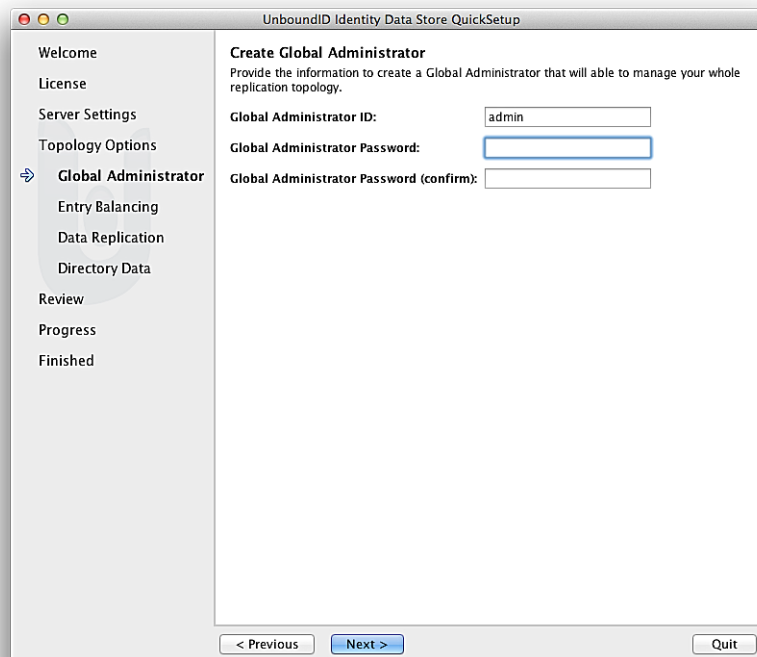 UnboundID Identity Data Store QuickSetup
Welcome
License
Server Settings
Topology Options
Global Administrator
Entry Balancing
Data Replication
Directory Data
Review
Progress
Finished
Create Global Administrator
Provide the information to create a Global Administrator that will able to manage your whole
replication topology.
Global Administrator ID: admin
Global Administrator Password:
Global Administrator Password (confirm):
< Previous Next > Quit